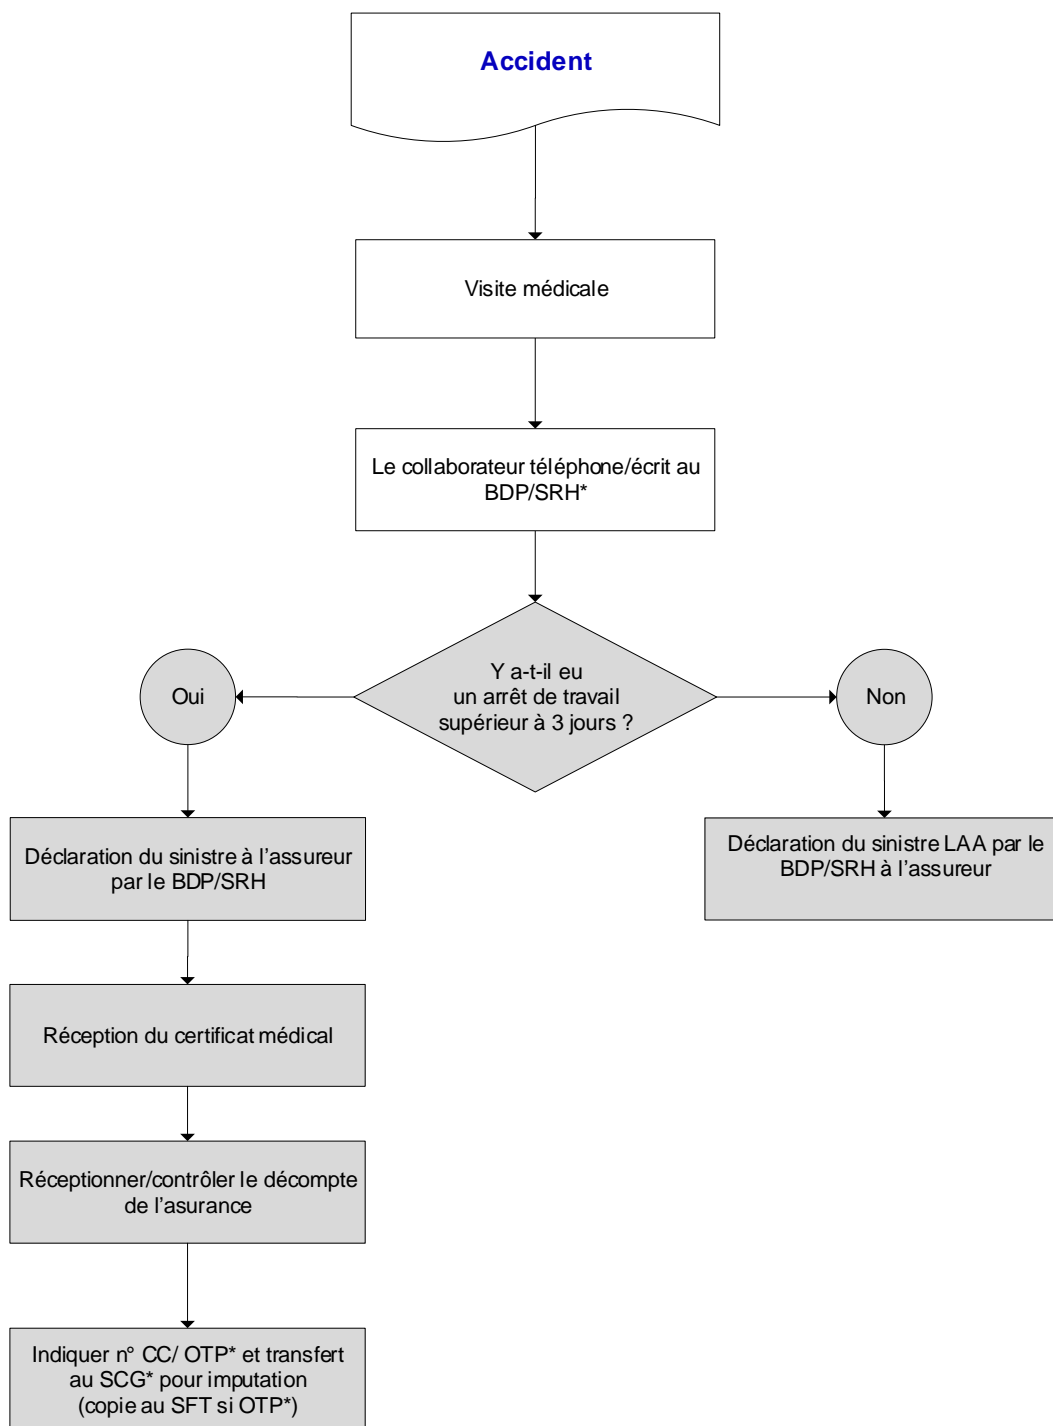 Accident
Visite médicale
Le collaborateur téléphone/écrit au
BDP/SRH*
Y a-t-il eu
un arrêt de travail
supérieur à 3 jours ?
Oui
Non
Déclaration du sinistre à l'assureur
par le BDP/SRH
Déclaration du sinistre LAA par le
BDP/SRH à l'assureur
Réception du certificat médical
Réceptionner/contrôler le décompte
de l'asurance
Indiquer n° CC/ OTP* et transfert
au SCG* pour imputation
(copie au SFT si OTP*)